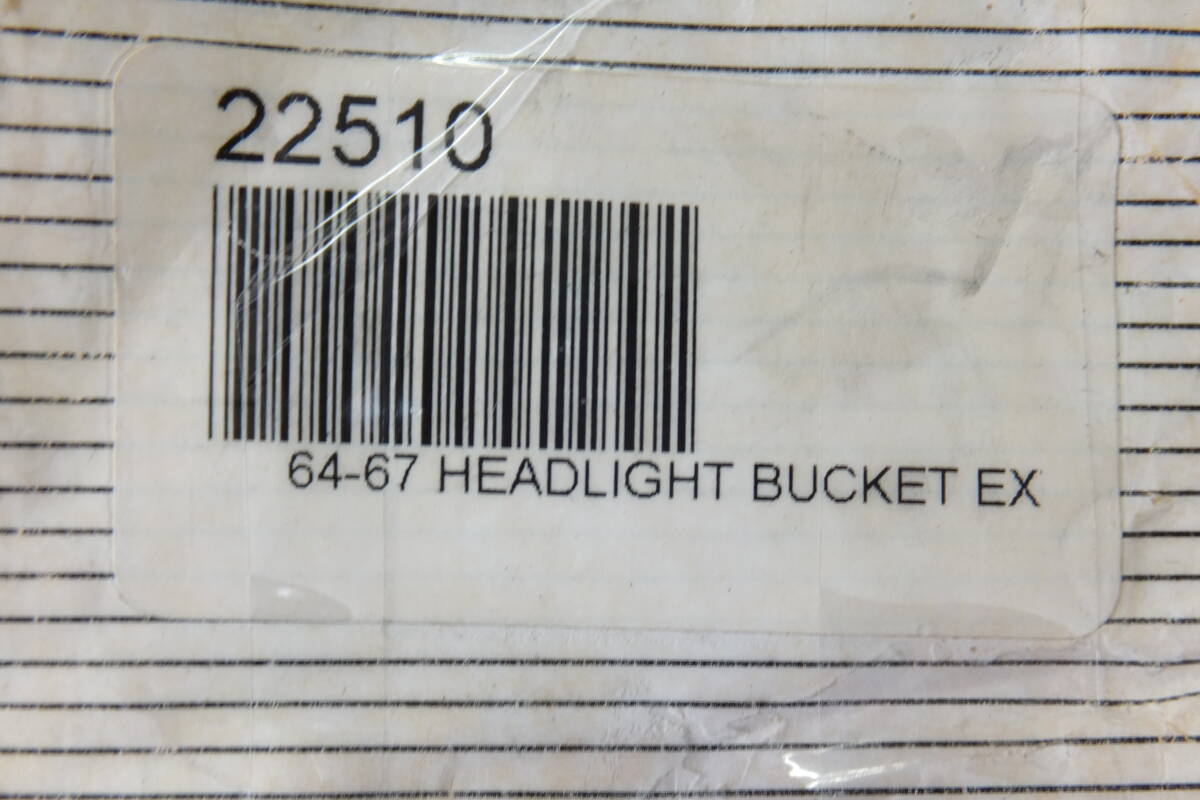 22510
64-67 HEADLIGHT BUCKET EX